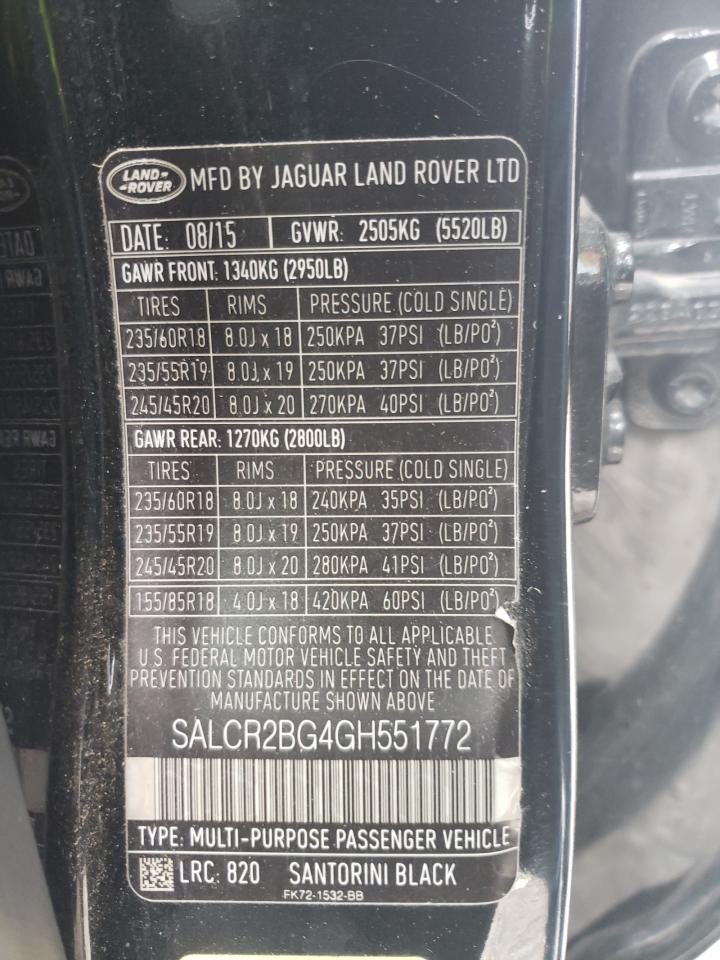 LAND ROVER MFD BY JAGUAR LAND ROVER LTD
DATE: 08/15 GVWR: 2505KG (5520LB)
GAWR FRONT: 1340KG (2950LB)
TIRES RIMS PRESSURE (COLD SINGLE)
235/60R18 8.0J x 18 250KPA 37PSI (LB/PO²)
235/55R19 8.0J x 19 250KPA 37PSI (LB/PO²)
245/45R20 8.0J x 20 270KPA 40PSI (LB/PO²)
GAWR REAR: 1270KG (2800LB)
TIRES RIMS PRESSURE (COLD SINGLE)
235/60R18 8.0J x 18 240KPA 35PSI (LB/PO²)
235/55R19 8.0J x 19 250KPA 37PSI (LB/PO²)
245/45R20 8.0J x 20 280KPA 41PSI (LB/PO²)
155/85R18 4.0J x 18 420KPA 60PSI (LB/PO²)
THIS VEHICLE CONFORMS TO ALL APPLICABLE
U.S. FEDERAL MOTOR VEHICLE SAFETY AND THEFT
PREVENTION STANDARDS IN EFFECT ON THE DATE OF
MANUFACTURE SHOWN ABOVE
SALCR2BG4GH551772
TYPE: MULTI-PURPOSE PASSENGER VEHICLE
LRC: 820 SANTORINI BLACK
FK72-1532-BB